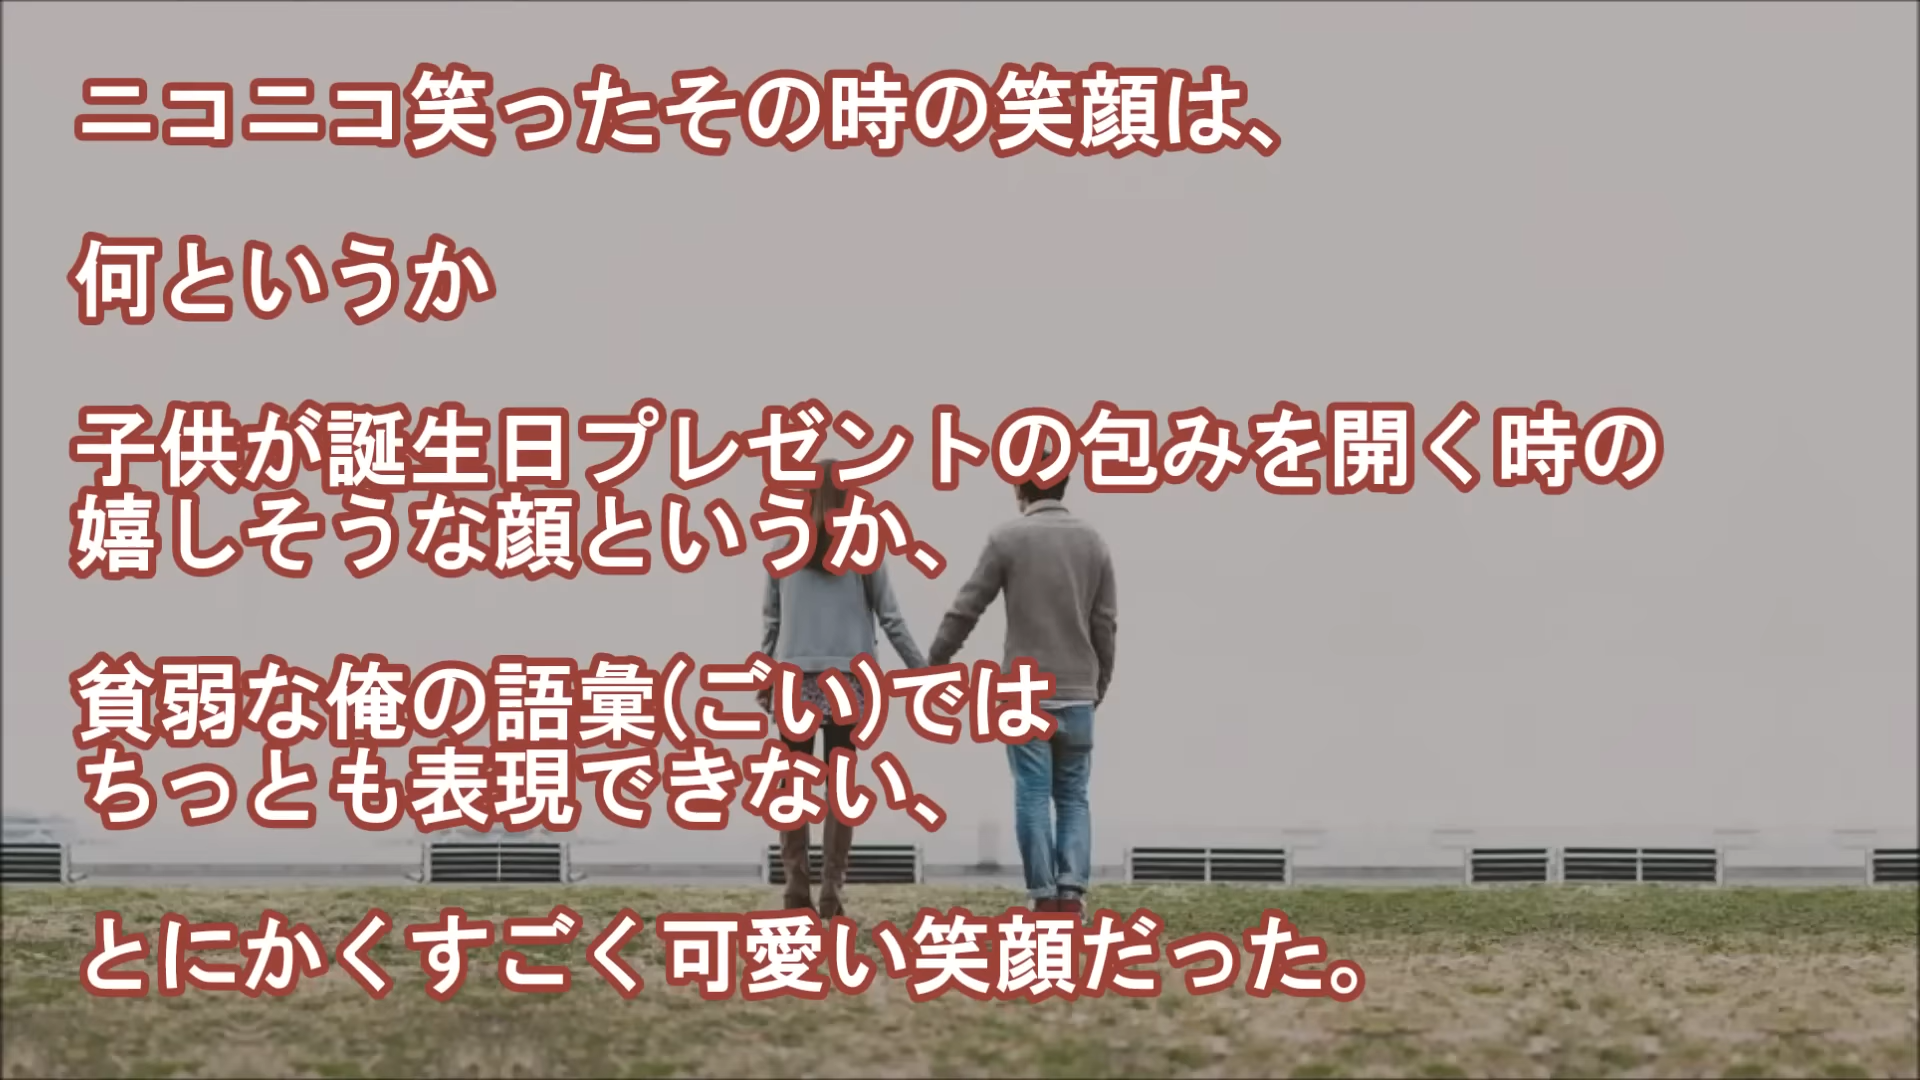 ニコニコ笑ったその時の笑顔は、
何というか
子供が誕生日プレゼントの包みを開く時の
嬉しそうな顔というか、
貧弱な俺の語彙(ごい)では
ちっとも表現できない、
とにかくすごく可愛い笑顔だった。